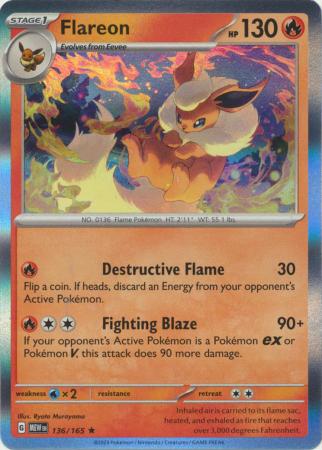 STAGE 1
Flareon
HP 130
Evolves from Eevee
NO. 0136 Flame Pokémon HT: 2'11" WT: 55.1 lbs.
Destructive Flame 30
Flip a coin. If heads, discard an Energy from your opponent's
Active Pokémon.
Fighting Blaze 90+
If your opponent's Active Pokémon is a Pokémon ex or
Pokémon V, this attack does 90 more damage.
weakness ×2 resistance retreat
Illus. Ryota Murayama
Inhaled air is carried to its flame sac,
heated, and exhaled as fire that reaches
over 3,000 degrees Fahrenheit.
G MEW EN 136/165 ★
©2023 Pokémon / Nintendo / Creatures / GAME FREAK